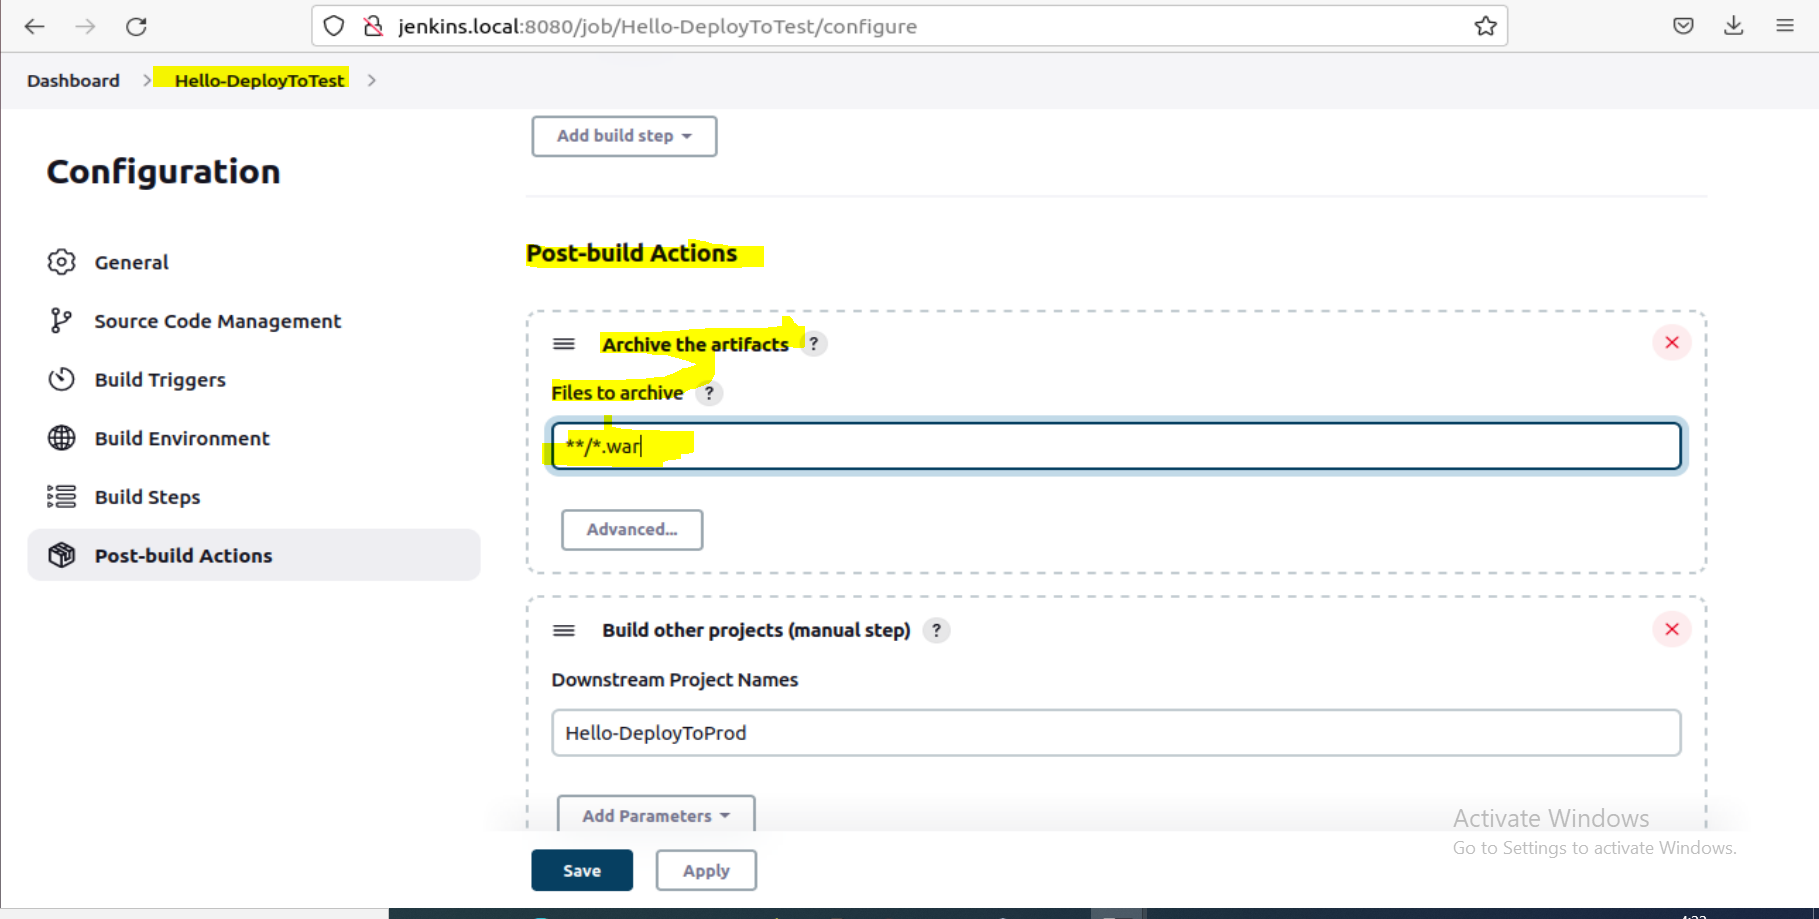 jenkins.local:8080/job/Hello-DeployToTest/configure
Dashboard > Hello-DeployToTest >
Configuration
General
Source Code Management
Build Triggers
Build Environment
Build Steps
Post-build Actions
Add build step
Post-build Actions
Archive the artifacts ?
Files to archive ?
**/*.war
Advanced...
Build other projects (manual step) ?
Downstream Project Names
Hello-DeployToProd
Add Parameters
Save Apply
Activate Windows
Go to Settings to activate Windows.